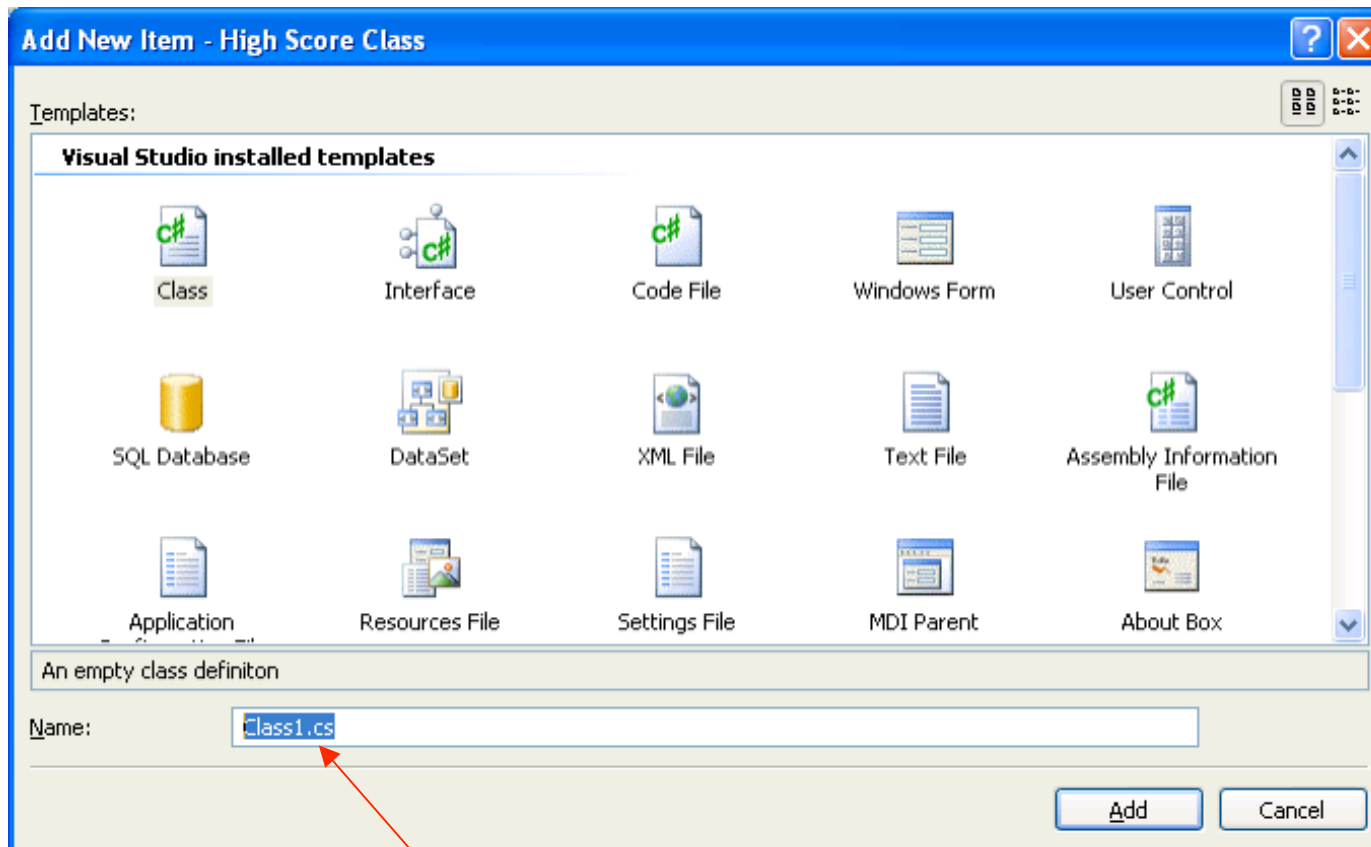 Add New Item - High Score Class
Templates:
Visual Studio installed templates
Class
Interface
Code File
Windows Form
User Control
SQL Database
DataSet
XML File
Text File
Assembly Information
File
Application
Resources File
Settings File
MDI Parent
About Box
An empty class definiton
Name:
Class1.cs
Add
Cancel